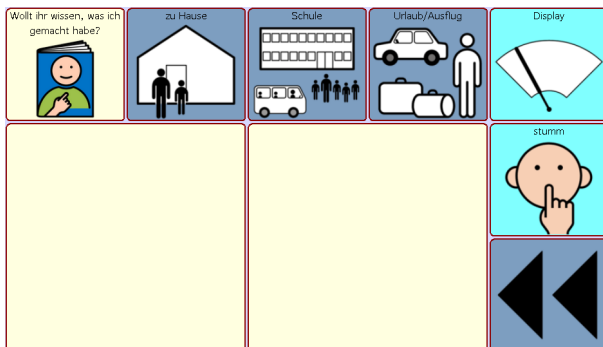 Wollt ihr wissen, was ich
gemacht habe?
zu Hause
Schule
Urlaub/Ausflug
Display
stumm